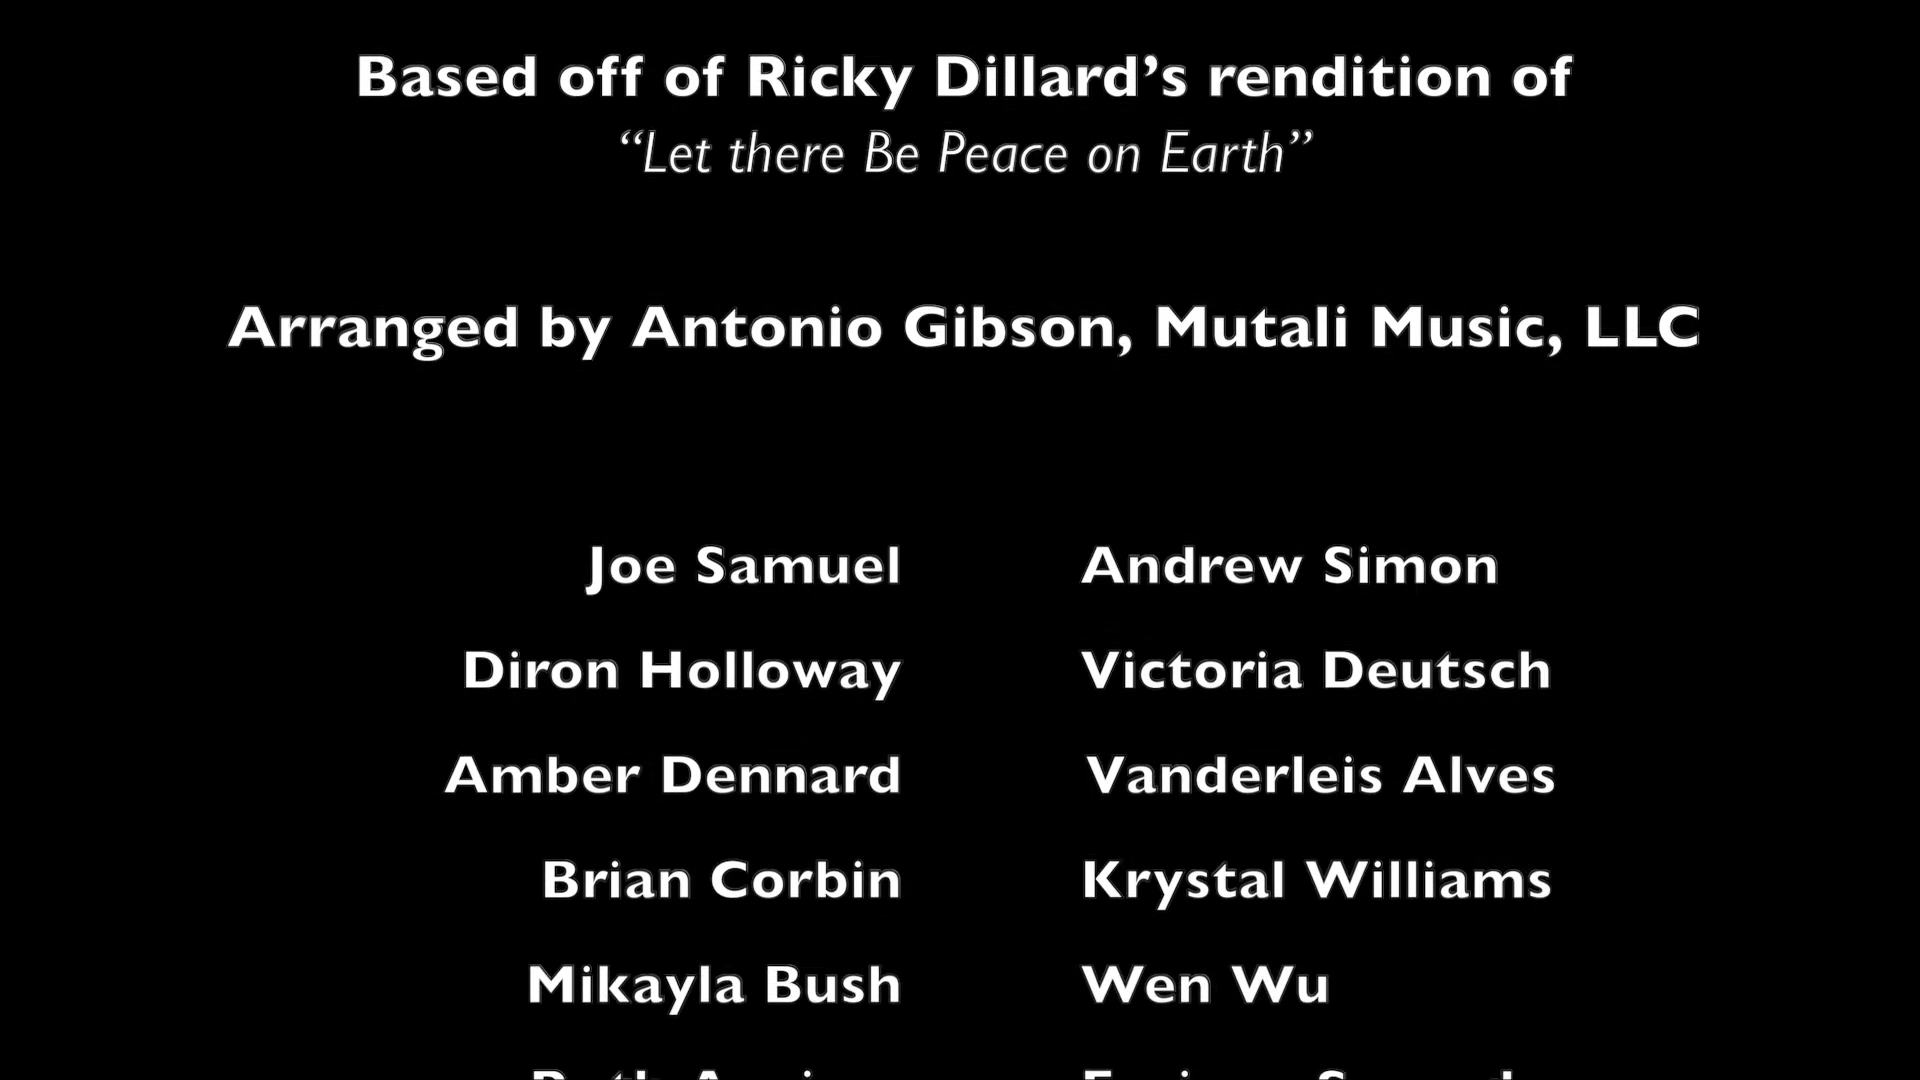 Based off of Ricky Dillard’s rendition of
“Let there Be Peace on Earth”
Arranged by Antonio Gibson, Mutali Music, LLC
Joe Samuel Andrew Simon
Diron Holloway Victoria Deutsch
Amber Dennard Vanderleis Alves
Brian Corbin Krystal Williams
Mikayla Bush Wen Wu